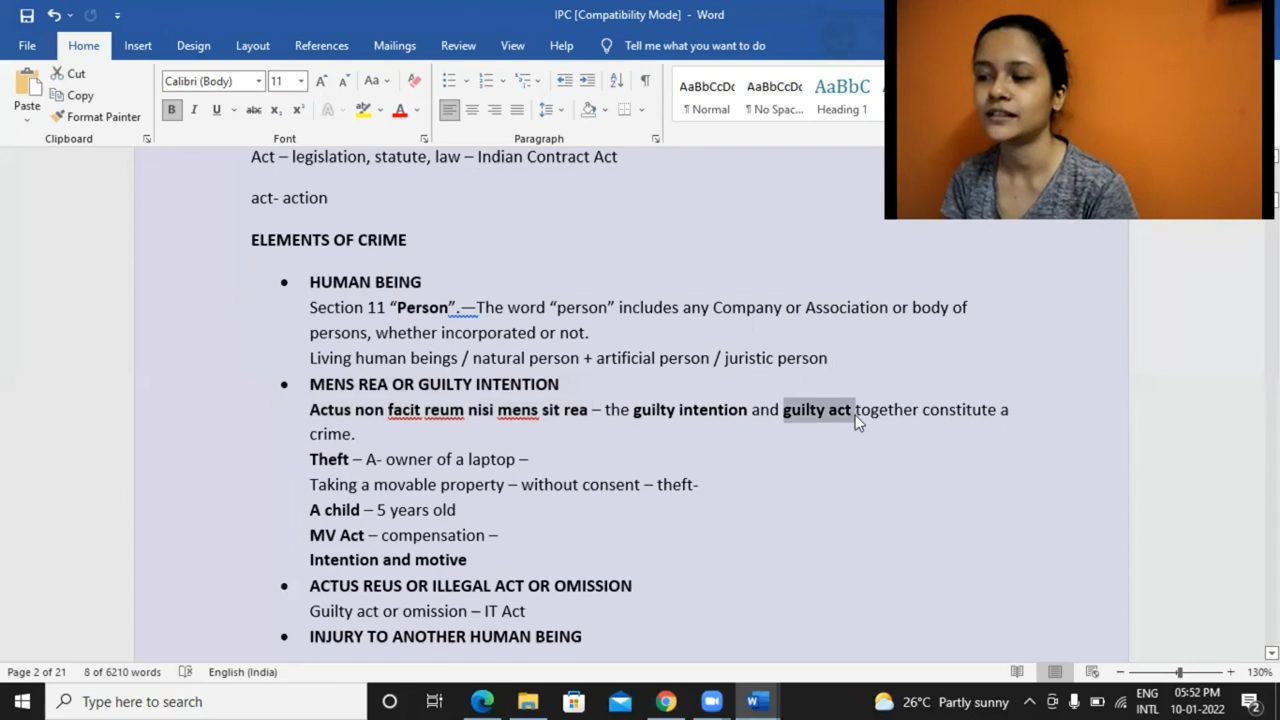 IPC [Compatibility Mode] - Word
File Home Insert Design Layout References Mailings Review View Help Tell me what you want to do
Paste
Cut
Copy
Format Painter
Clipboard
Calibri (Body) 11
Font
Paragraph
AaBbCcDc AaBbCcDc AaBbCc
¶ Normal ¶ No Spac... Heading 1
Act – legislation, statute, law – Indian Contract Act
act- action
ELEMENTS OF CRIME
• HUMAN BEING
Section 11 “Person”.—The word “person” includes any Company or Association or body of
persons, whether incorporated or not.
Living human beings / natural person + artificial person / juristic person
• MENS REA OR GUILTY INTENTION
Actus non facit reum nisi mens sit rea – the guilty intention and guilty act together constitute a
crime.
Theft – A- owner of a laptop –
Taking a movable property – without consent – theft-
A child – 5 years old
MV Act – compensation –
Intention and motive
• ACTUS REUS OR ILLEGAL ACT OR OMISSION
Guilty act or omission – IT Act
• INJURY TO ANOTHER HUMAN BEING
Page 2 of 21 8 of 6210 words English (India) 130%
Type here to search
26°C Partly sunny
ENG
INTL
05:52 PM
10-01-2022
2